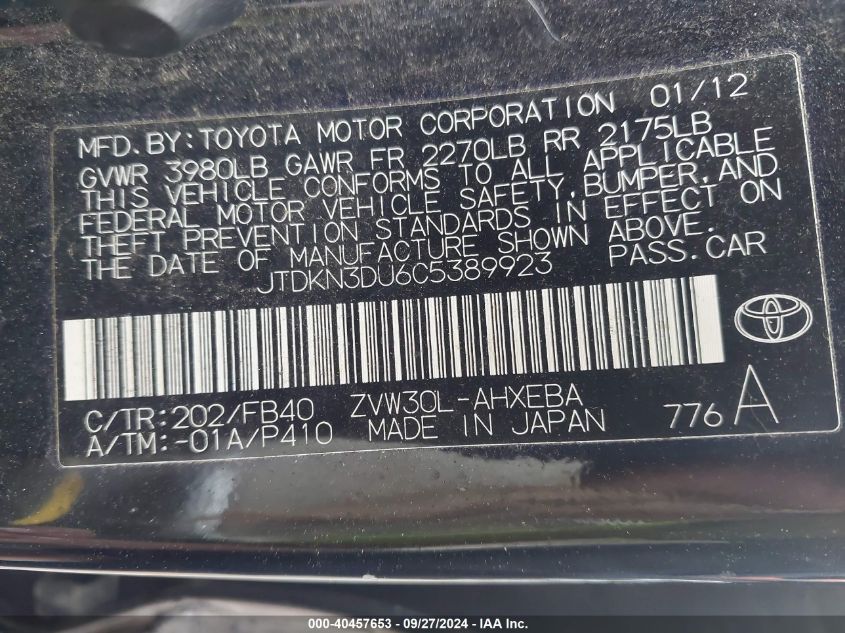 MFD. BY: TOYOTA MOTOR CORPORATION 01/12
GVWR 3980LB GAWR FR 2270LB RR 2175LB
THIS VEHICLE CONFORMS TO ALL APPLICABLE
FEDERAL MOTOR VEHICLE SAFETY, BUMPER, AND
THEFT PREVENTION STANDARDS IN EFFECT ON
THE DATE OF MANUFACTURE SHOWN ABOVE.
JTDKN3DU6C5389923 PASS. CAR
C/TR:202/FB40 ZVW30L-AHXEBA
A/TM:-01A/P410 MADE IN JAPAN 776 A
000-40457653 - 09/27/2024 - IAA Inc.